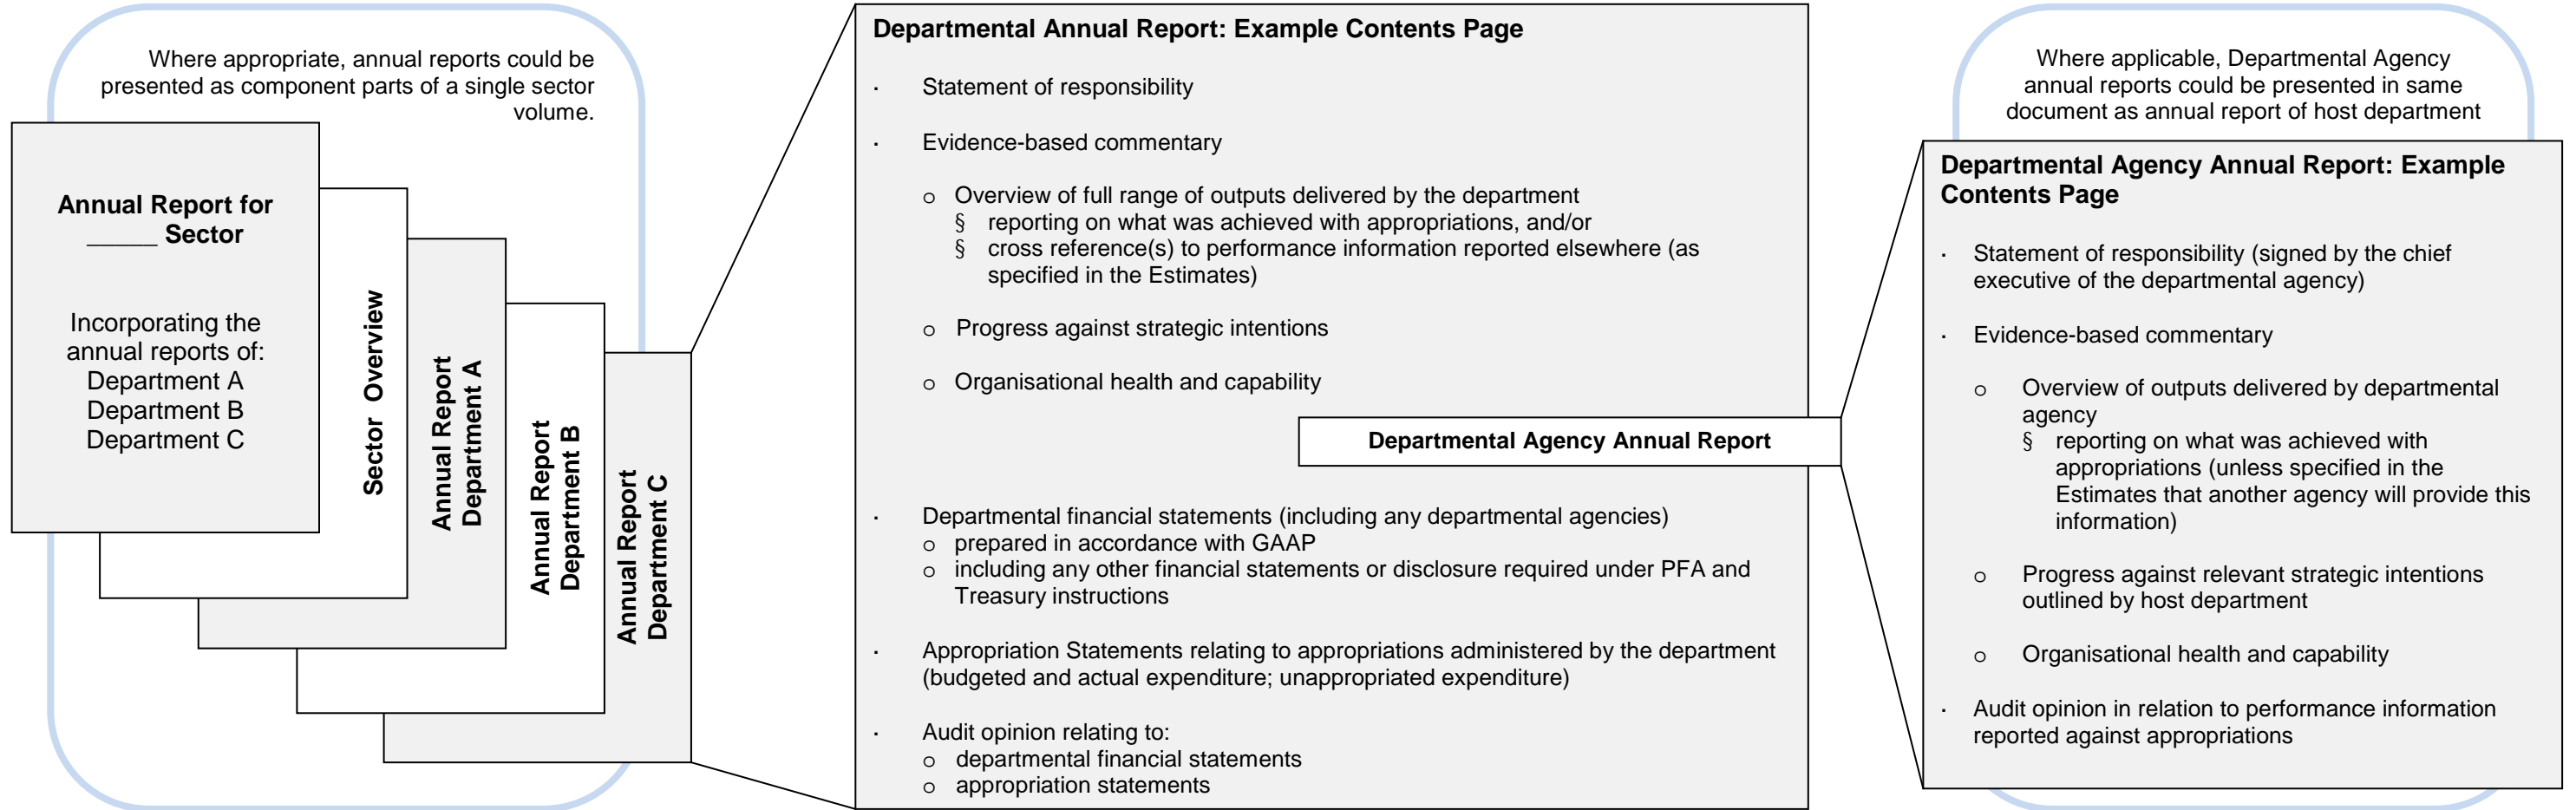 Where appropriate, annual reports could be
presented as component parts of a single sector
volume.
Annual Report for
_____ Sector
Incorporating the
annual reports of:
Department A
Department B
Department C
Sector Overview
Annual Report
Department A
Annual Report
Department B
Annual Report
Department C
Departmental Annual Report: Example Contents Page
· Statement of responsibility
· Evidence-based commentary
o Overview of full range of outputs delivered by the department
§ reporting on what was achieved with appropriations, and/or
§ cross reference(s) to performance information reported elsewhere (as
specified in the Estimates)
o Progress against strategic intentions
o Organisational health and capability
Departmental Agency Annual Report
· Departmental financial statements (including any departmental agencies)
o prepared in accordance with GAAP
o including any other financial statements or disclosure required under PFA and
Treasury instructions
· Appropriation Statements relating to appropriations administered by the department
(budgeted and actual expenditure; unappropriated expenditure)
· Audit opinion relating to:
o departmental financial statements
o appropriation statements
Where applicable, Departmental Agency
annual reports could be presented in same
document as annual report of host department
Departmental Agency Annual Report: Example
Contents Page
· Statement of responsibility (signed by the chief
executive of the departmental agency)
· Evidence-based commentary
o Overview of outputs delivered by departmental
agency
§ reporting on what was achieved with
appropriations (unless specified in the
Estimates that another agency will provide this
information)
o Progress against relevant strategic intentions
outlined by host department
o Organisational health and capability
· Audit opinion in relation to performance information
reported against appropriations